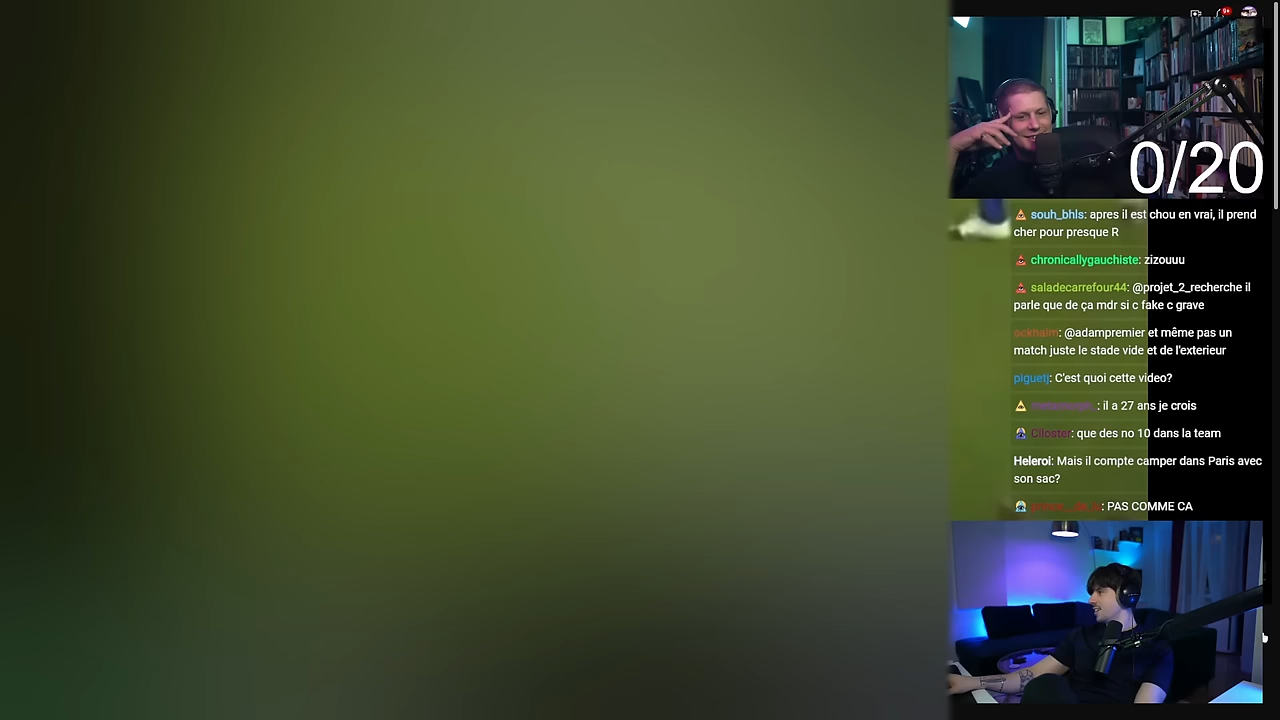 9+
0/20
souh_bhls: apres il est chou en vrai, il prend
cher pour presque R
chronicallygauchiste: zizouuu
saladecarrefour44: @projet_2_recherche il
parle que de ça mdr si c fake c grave
ockhaim: @adampremier et même pas un
match juste le stade vide et de l'exterieur
piguetj: C'est quoi cette video?
: il a 27 ans je crois
Clloster: que des no 10 dans la team
Heleroi: Mais il compte camper dans Paris avec
son sac?
: PAS COMME CA